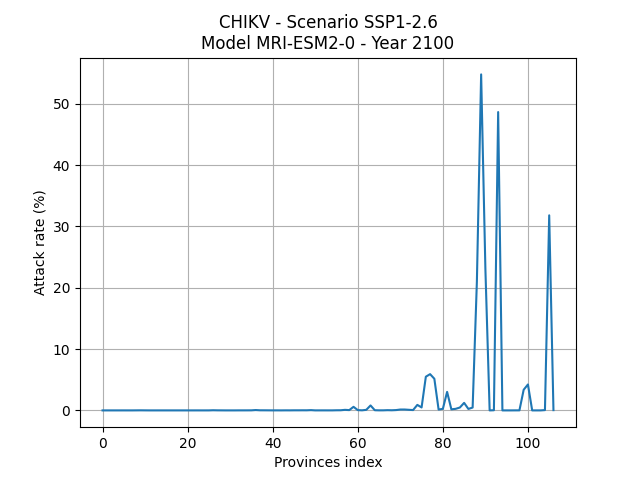 CHIKV - Scenario SSP1-2.6
Model MRI-ESM2-0 - Year 2100
50
40
30
20
10
0
Attack rate (%)
0 20 40 60 80 100
Provinces index